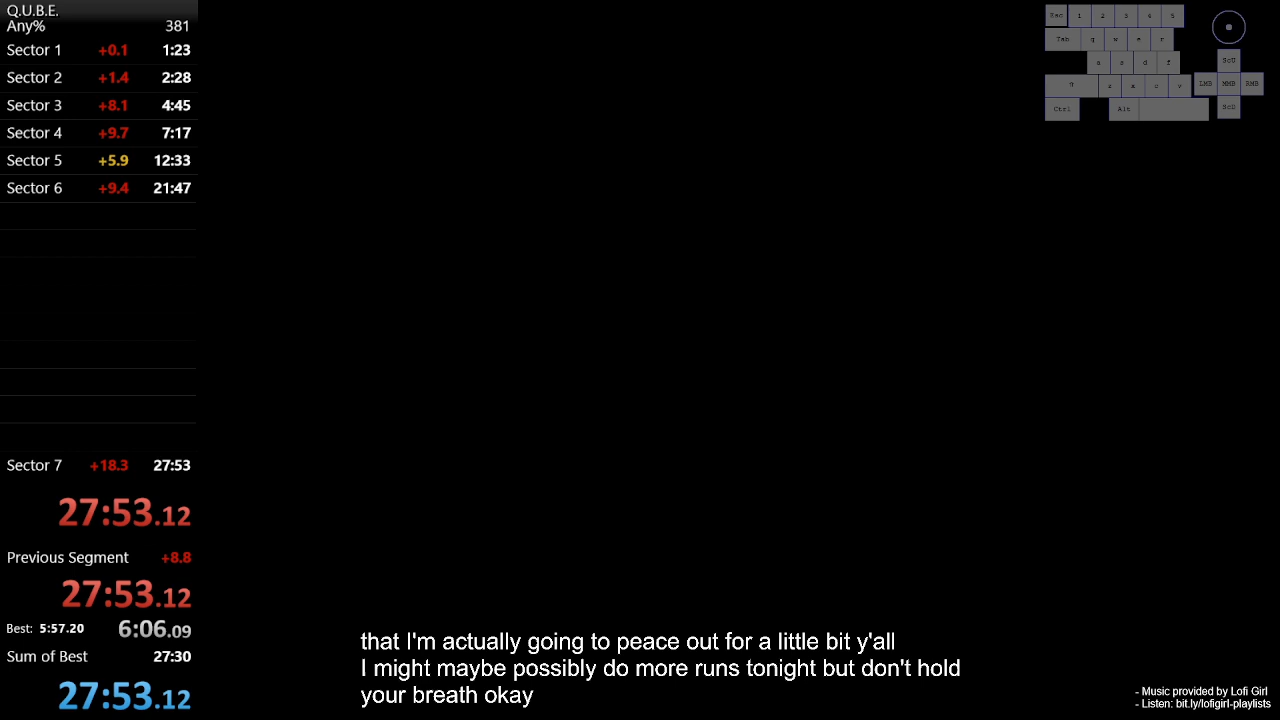 Q.U.B.E.
Any% 381
Sector 1 +0.1 1:23
Sector 2 +1.4 2:28
Sector 3 +8.1 4:45
Sector 4 +9.7 7:17
Sector 5 +5.9 12:33
Sector 6 +9.4 21:47
Sector 7 +18.3 27:53
27:53.12
Previous Segment +8.8
27:53.12
Best: 5:57.20 6:06.09
Sum of Best 27:30
27:53.12
Esc 1 2 3 4 5
Tab q w e r
a s d f
z x c v
Ctrl Alt
ScU
LMB MMB RMB
ScD
that I'm actually going to peace out for a little bit y'all
I might maybe possibly do more runs tonight but don't hold
your breath okay
- Music provided by Lofi Girl
- Listen: bit.ly/lofigirl-playlists